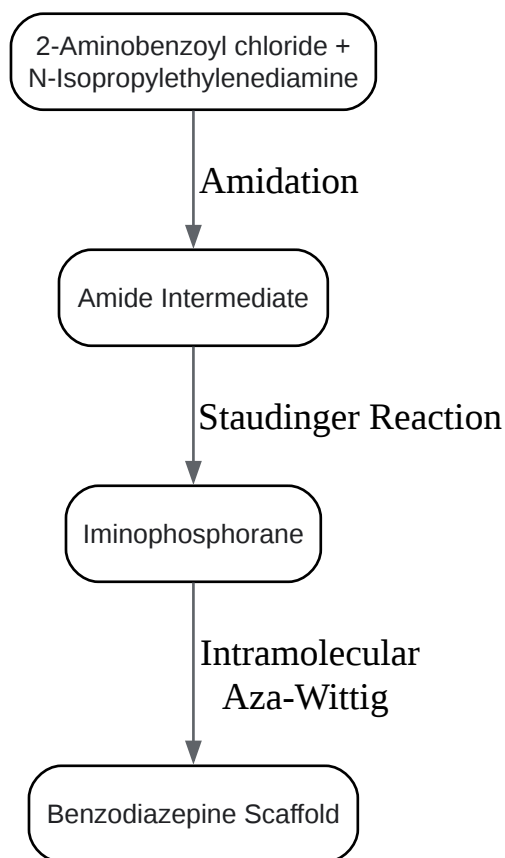 2-Aminobenzoyl chloride +
N-Isopropylethylenediamine
Amidation
Amide Intermediate
Staudinger Reaction
Iminophosphorane
Intramolecular
Aza-Wittig
Benzodiazepine Scaffold